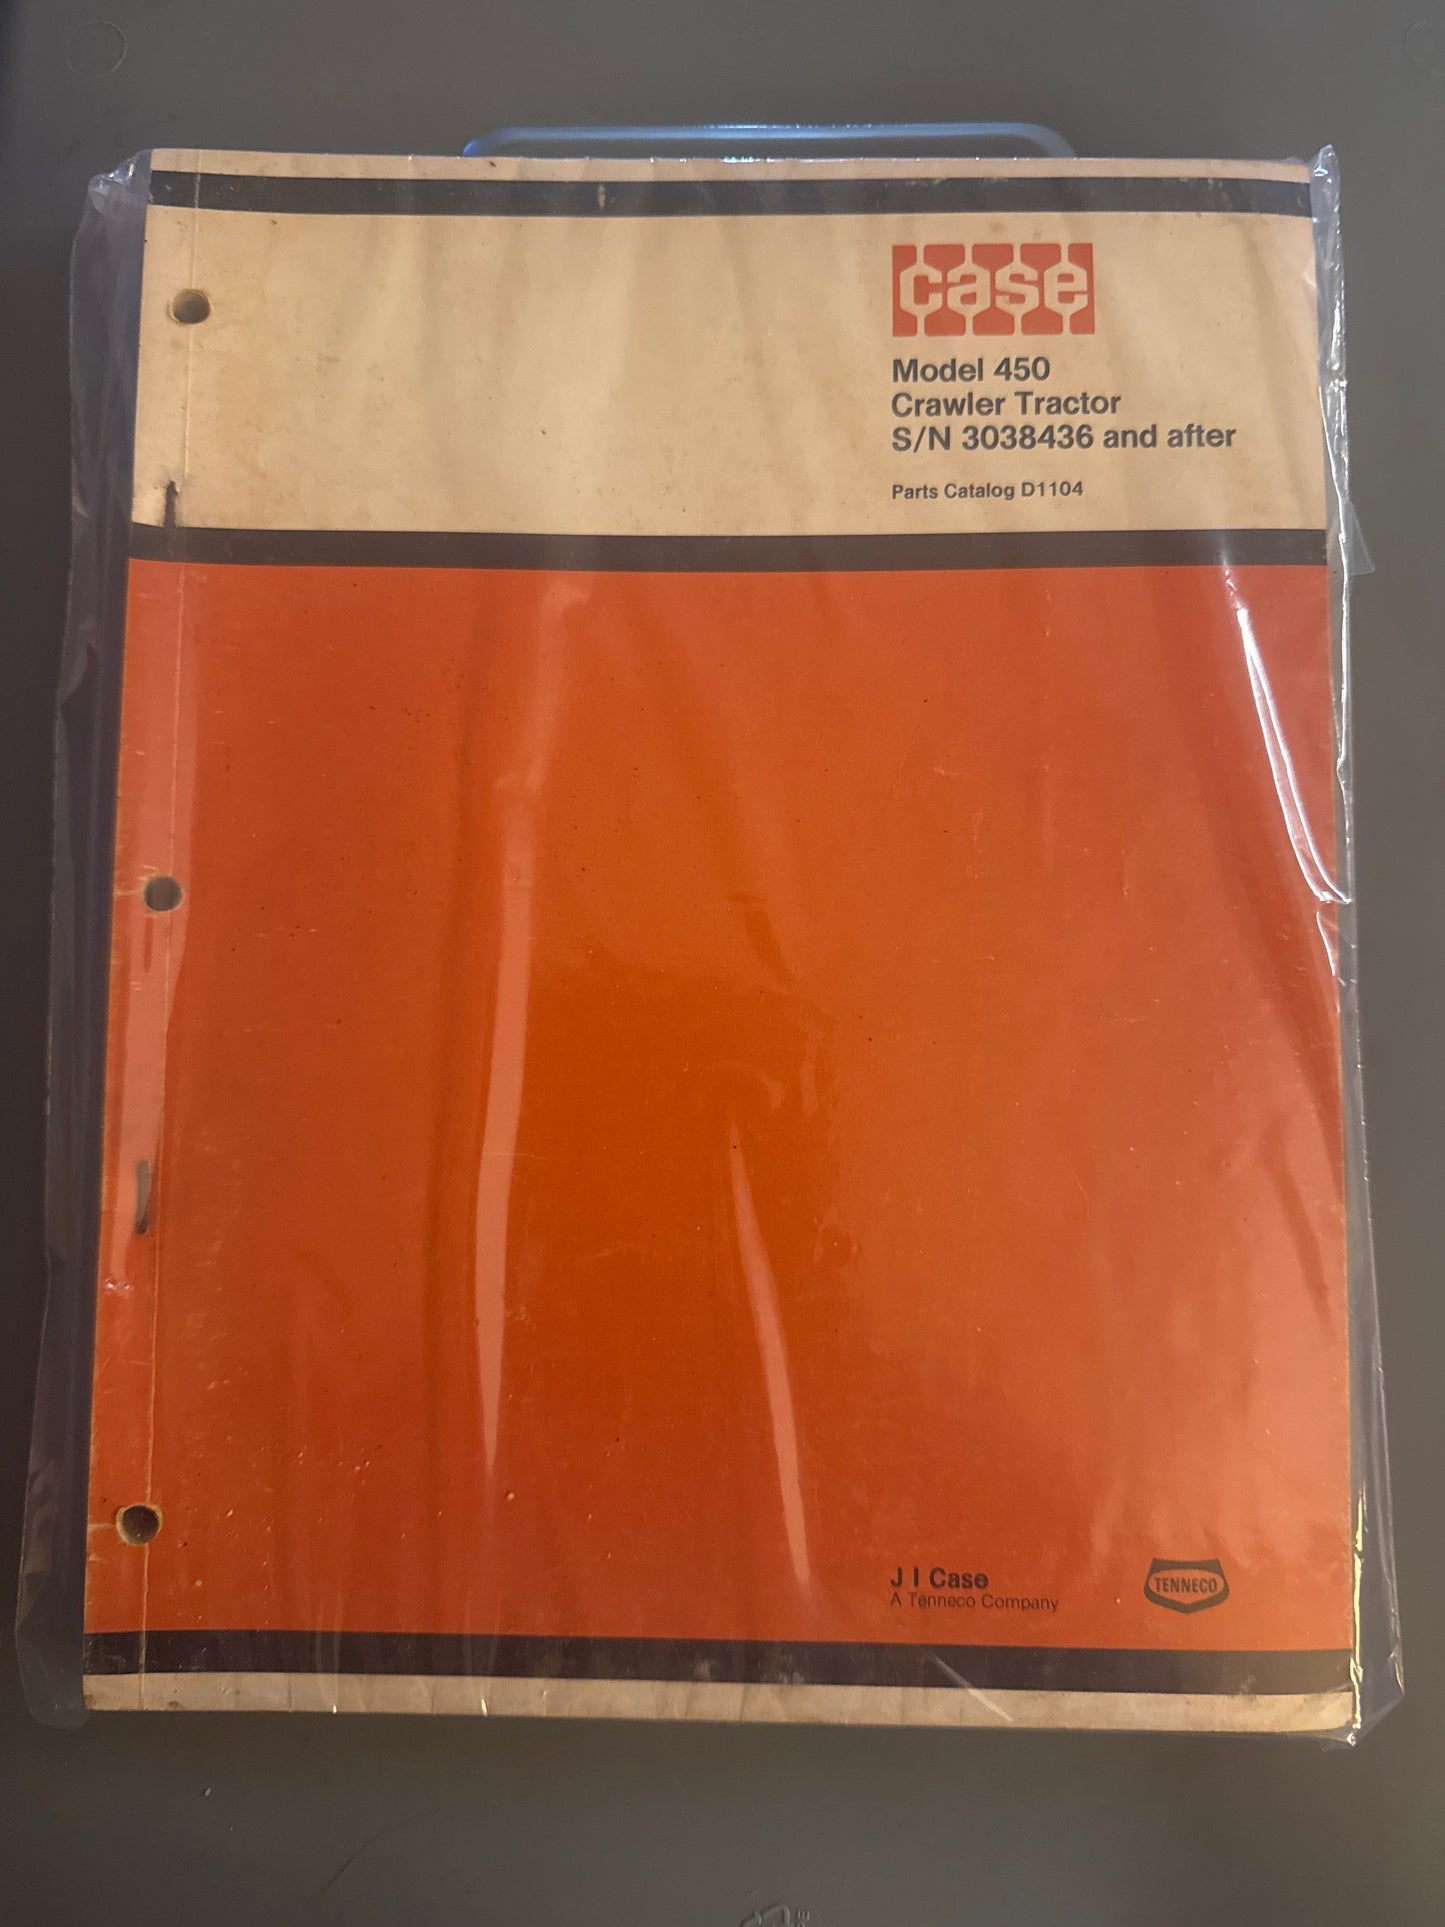 case
Model 450
Crawler Tractor
S/N 3038436 and after
Parts Catalog D1104
J I Case
A Tenneco Company
TENNECO